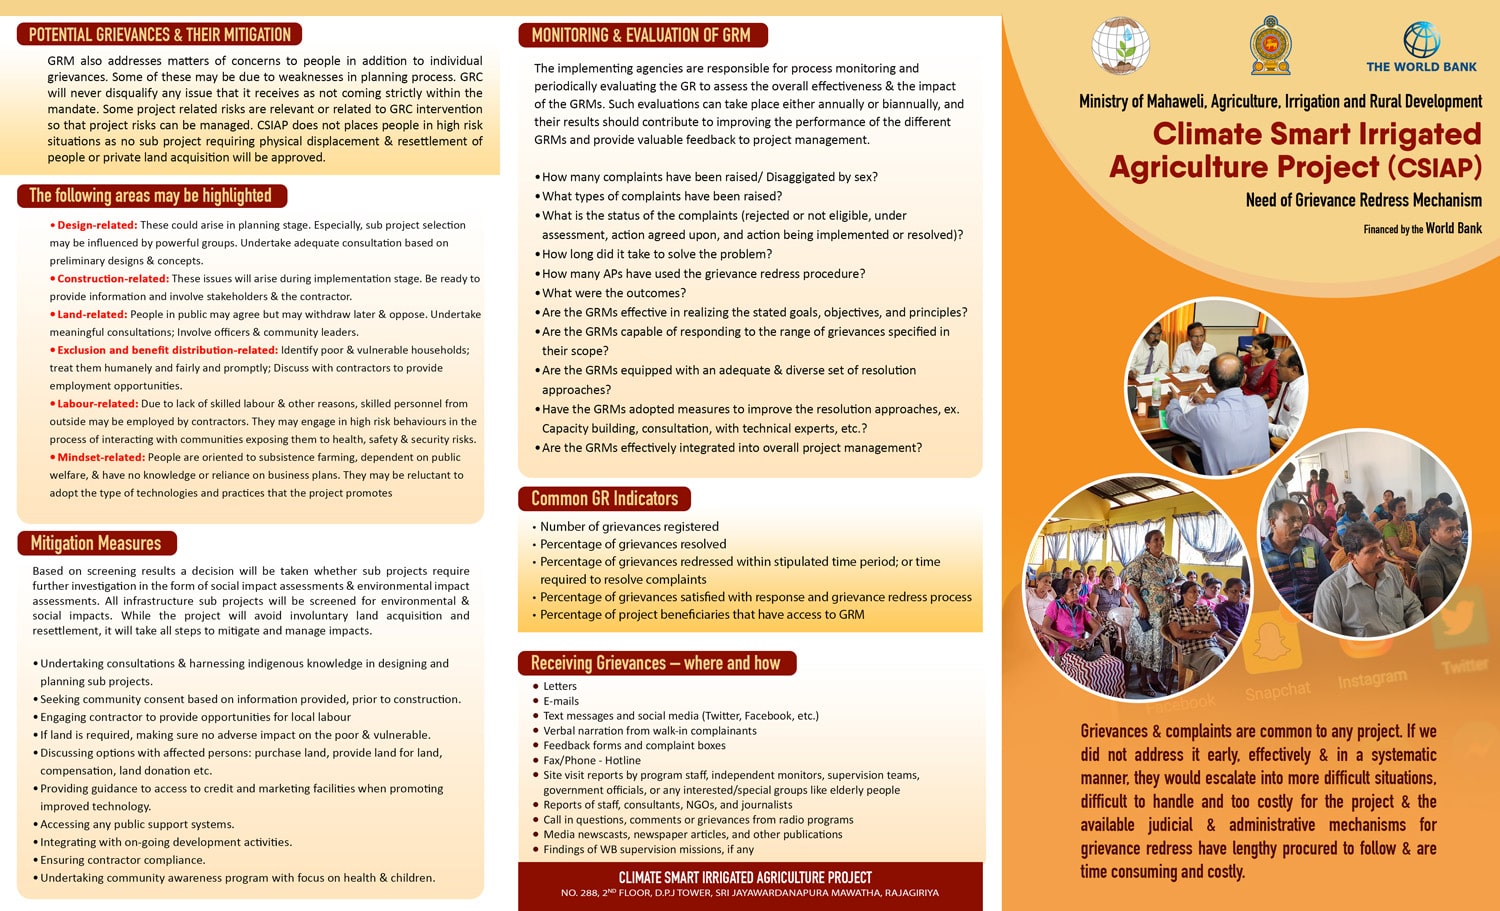 POTENTIAL GRIEVANCES & THEIR MITIGATION
GRM also addresses matters of concerns to people in addition to individual
grievances. Some of these may be due to weaknesses in planning process. GRC
will never disqualify any issue that it receives as not coming strictly within the
mandate. Some project related risks are relevant or related to GRC intervention
so that project risks can be managed. CSIAP does not places people in high risk
situations as no sub project requiring physical displacement & resettlement of
people or private land acquisition will be approved.
The following areas may be highlighted
• Design-related: These could arise in planning stage. Especially, sub project selection
may be influenced by powerful groups. Undertake adequate consultation based on
preliminary designs & concepts.
• Construction-related: These issues will arise during implementation stage. Be ready to
provide information and involve stakeholders & the contractor.
• Land-related: People in public may agree but may withdraw later & oppose. Undertake
meaningful consultations; Involve officers & community leaders.
• Exclusion and benefit distribution-related: Identify poor & vulnerable households;
treat them humanely and fairly and promptly; Discuss with contractors to provide
employment opportunities.
• Labour-related: Due to lack of skilled labour & other reasons, skilled personnel from
outside may be employed by contractors. They may engage in high risk behaviours in the
process of interacting with communities exposing them to health, safety & security risks.
• Mindset-related: People are oriented to subsistence farming, dependent on public
welfare, & have no knowledge or reliance on business plans. They may be reluctant to
adopt the type of technologies and practices that the project promotes
Mitigation Measures
Based on screening results a decision will be taken whether sub projects require
further investigation in the form of social impact assessments & environmental impact
assessments. All infrastructure sub projects will be screened for environmental &
social impacts. While the project will avoid involuntary land acquisition and
resettlement, it will take all steps to mitigate and manage impacts.
• Undertaking consultations & harnessing indigenous knowledge in designing and
planning sub projects.
• Seeking community consent based on information provided, prior to construction.
• Engaging contractor to provide opportunities for local labour
• If land is required, making sure no adverse impact on the poor & vulnerable.
• Discussing options with affected persons: purchase land, provide land for land,
compensation, land donation etc.
• Providing guidance to access to credit and marketing facilities when promoting
improved technology.
• Accessing any public support systems.
• Integrating with on-going development activities.
• Ensuring contractor compliance.
• Undertaking community awareness program with focus on health & children.
MONITORING & EVALUATION OF GRM
The implementing agencies are responsible for process monitoring and
periodically evaluating the GR to assess the overall effectiveness & the impact
of the GRMs. Such evaluations can take place either annually or biannually, and
their results should contribute to improving the performance of the different
GRMs and provide valuable feedback to project management.
• How many complaints have been raised/ Disaggigated by sex?
• What types of complaints have been raised?
• What is the status of the complaints (rejected or not eligible, under
assessment, action agreed upon, and action being implemented or resolved)?
• How long did it take to solve the problem?
• How many APs have used the grievance redress procedure?
• What were the outcomes?
• Are the GRMs effective in realizing the stated goals, objectives, and principles?
• Are the GRMs capable of responding to the range of grievances specified in
their scope?
• Are the GRMs equipped with an adequate & diverse set of resolution
approaches?
• Have the GRMs adopted measures to improve the resolution approaches, ex.
Capacity building, consultation, with technical experts, etc.?
• Are the GRMs effectively integrated into overall project management?
Common GR Indicators
• Number of grievances registered
• Percentage of grievances resolved
• Percentage of grievances redressed within stipulated time period; or time
required to resolve complaints
• Percentage of grievances satisfied with response and grievance redress process
• Percentage of project beneficiaries that have access to GRM
Receiving Grievances – where and how
• Letters
• E-mails
• Text messages and social media (Twitter, Facebook, etc.)
• Verbal narration from walk-in complainants
• Feedback forms and complaint boxes
• Fax/Phone - Hotline
• Site visit reports by program staff, independent monitors, supervision teams,
government officials, or any interested/special groups like elderly people
• Reports of staff, consultants, NGOs, and journalists
• Call in questions, comments or grievances from radio programs
• Media newscasts, newspaper articles, and other publications
• Findings of WB supervision missions, if any
CLIMATE SMART IRRIGATED AGRICULTURE PROJECT
NO. 288, 2ND FLOOR, D.P.J TOWER, SRI JAYAWARDANAPURA MAWATHA, RAJAGIRIYA
THE WORLD BANK
Ministry of Mahaweli, Agriculture, Irrigation and Rural Development
Climate Smart Irrigated
Agriculture Project (CSIAP)
Need of Grievance Redress Mechanism
Financed by the World Bank
Facebook
Snapchat
Instagram
Twitter
Grievances & complaints are common to any project. If we
did not address it early, effectively & in a systematic
manner, they would escalate into more difficult situations,
difficult to handle and too costly for the project & the
available judicial & administrative mechanisms for
grievance redress have lengthy procured to follow & are
time consuming and costly.